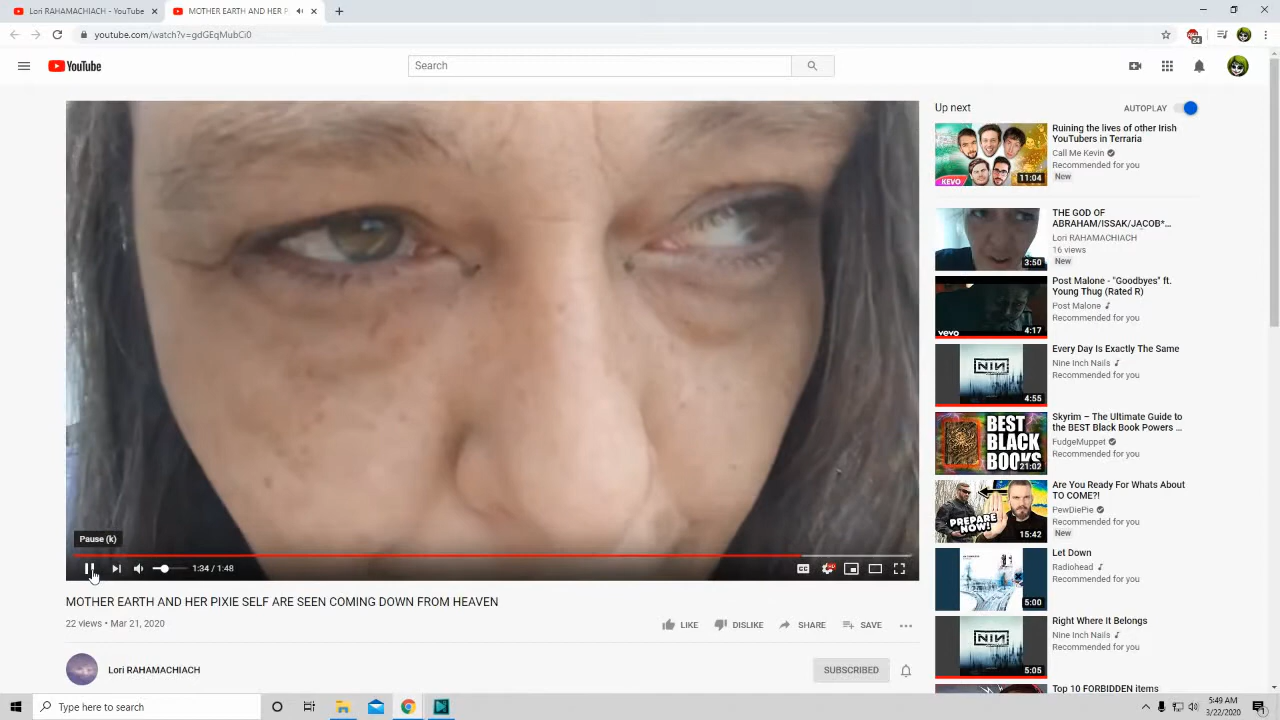 Lori RAHAMACHIACH - YouTube
MOTHER EARTH AND HER P
youtube.com/watch?v=gdGEqMubCi0
24
YouTube
Search
Up next
AUTOPLAY
Ruining the lives of other Irish
YouTubers in Terraria
Call Me Kevin
Recommended for you
New
KEVO
11:04
THE GOD OF
ABRAHAM/ISSAK/JACOB*...
Lori RAHAMACHIACH
16 views
New
3:50
Post Malone - "Goodbyes" ft.
Young Thug (Rated R)
Post Malone
Recommended for you
vevo
4:17
Every Day Is Exactly The Same
Nine Inch Nails
Recommended for you
NIN
4:55
Skyrim – The Ultimate Guide to
the BEST Black Book Powers ...
FudgeMuppet
Recommended for you
BEST
BLACK
BOOKS
21:02
Are You Ready For Whats About
TO COME?!
PewDiePie
Recommended for you
New
PREPARE
NOW!
15:42
Let Down
Radiohead
Recommended for you
5:00
Right Where It Belongs
Nine Inch Nails
Recommended for you
NIN
5:05
Top 10 FORBIDDEN items
Pause (k)
1:34 / 1:48
MOTHER EARTH AND HER PIXIE SELF ARE SEEN COMING DOWN FROM HEAVEN
22 views • Mar 21, 2020
LIKE
DISLIKE
SHARE
SAVE
Lori RAHAMACHIACH
SUBSCRIBED
Type here to search
5:49 AM
3/22/2020